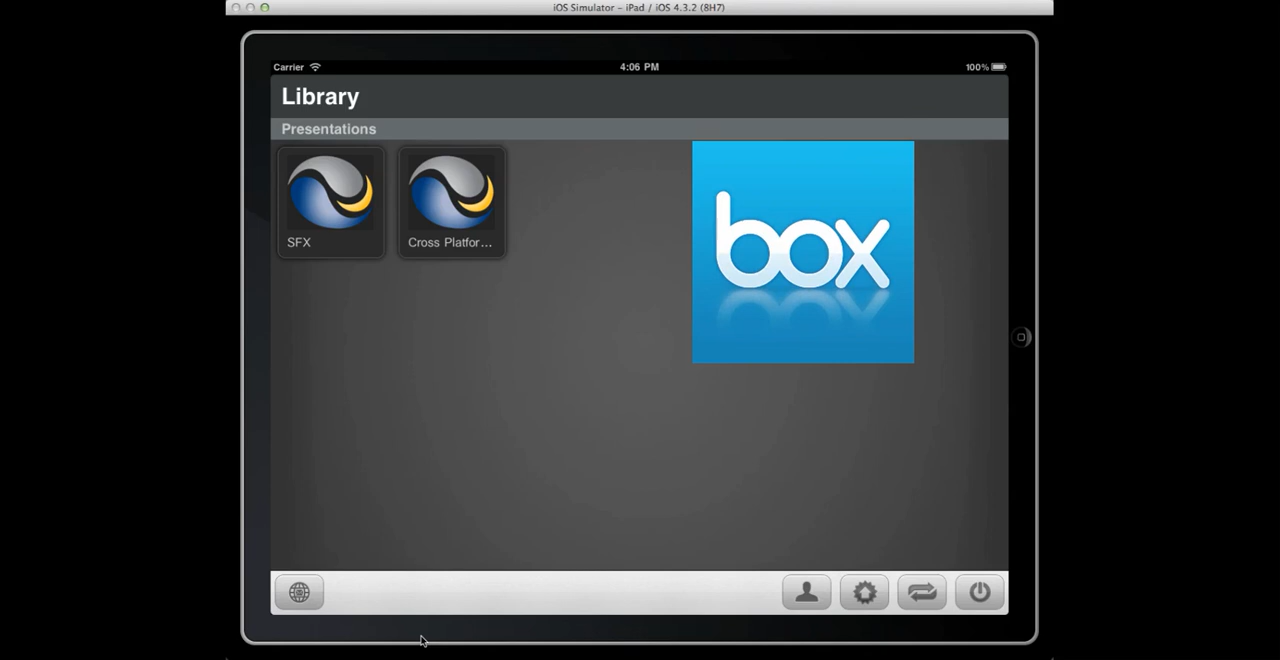 iOS Simulator – iPad / iOS 4.3.2 (8H7)
Carrier
4:06 PM
100%
Library
Presentations
SFX
Cross Platfor...
box